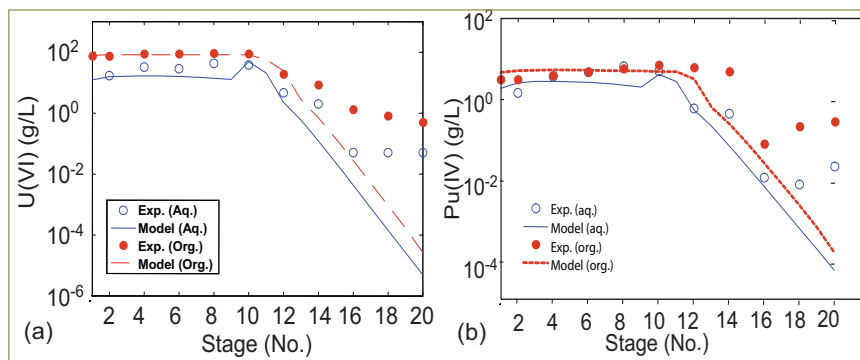 10^2
10^0
10^-2
10^-4
10^-6
U(VI) (g/L)
Exp. (Aq.)
Model (Aq.)
Exp. (Org.)
Model (Org.)
2 4 6 8 10 12 14 16 18 20
Stage (No.)
(a)
10^2
10^0
10^-2
10^-4
Pu(IV) (g/L)
Exp. (aq.)
Model (aq.)
Exp. (org.)
Model (org.)
2 4 6 8 10 12 14 16 18 20
Stage (No.)
(b)